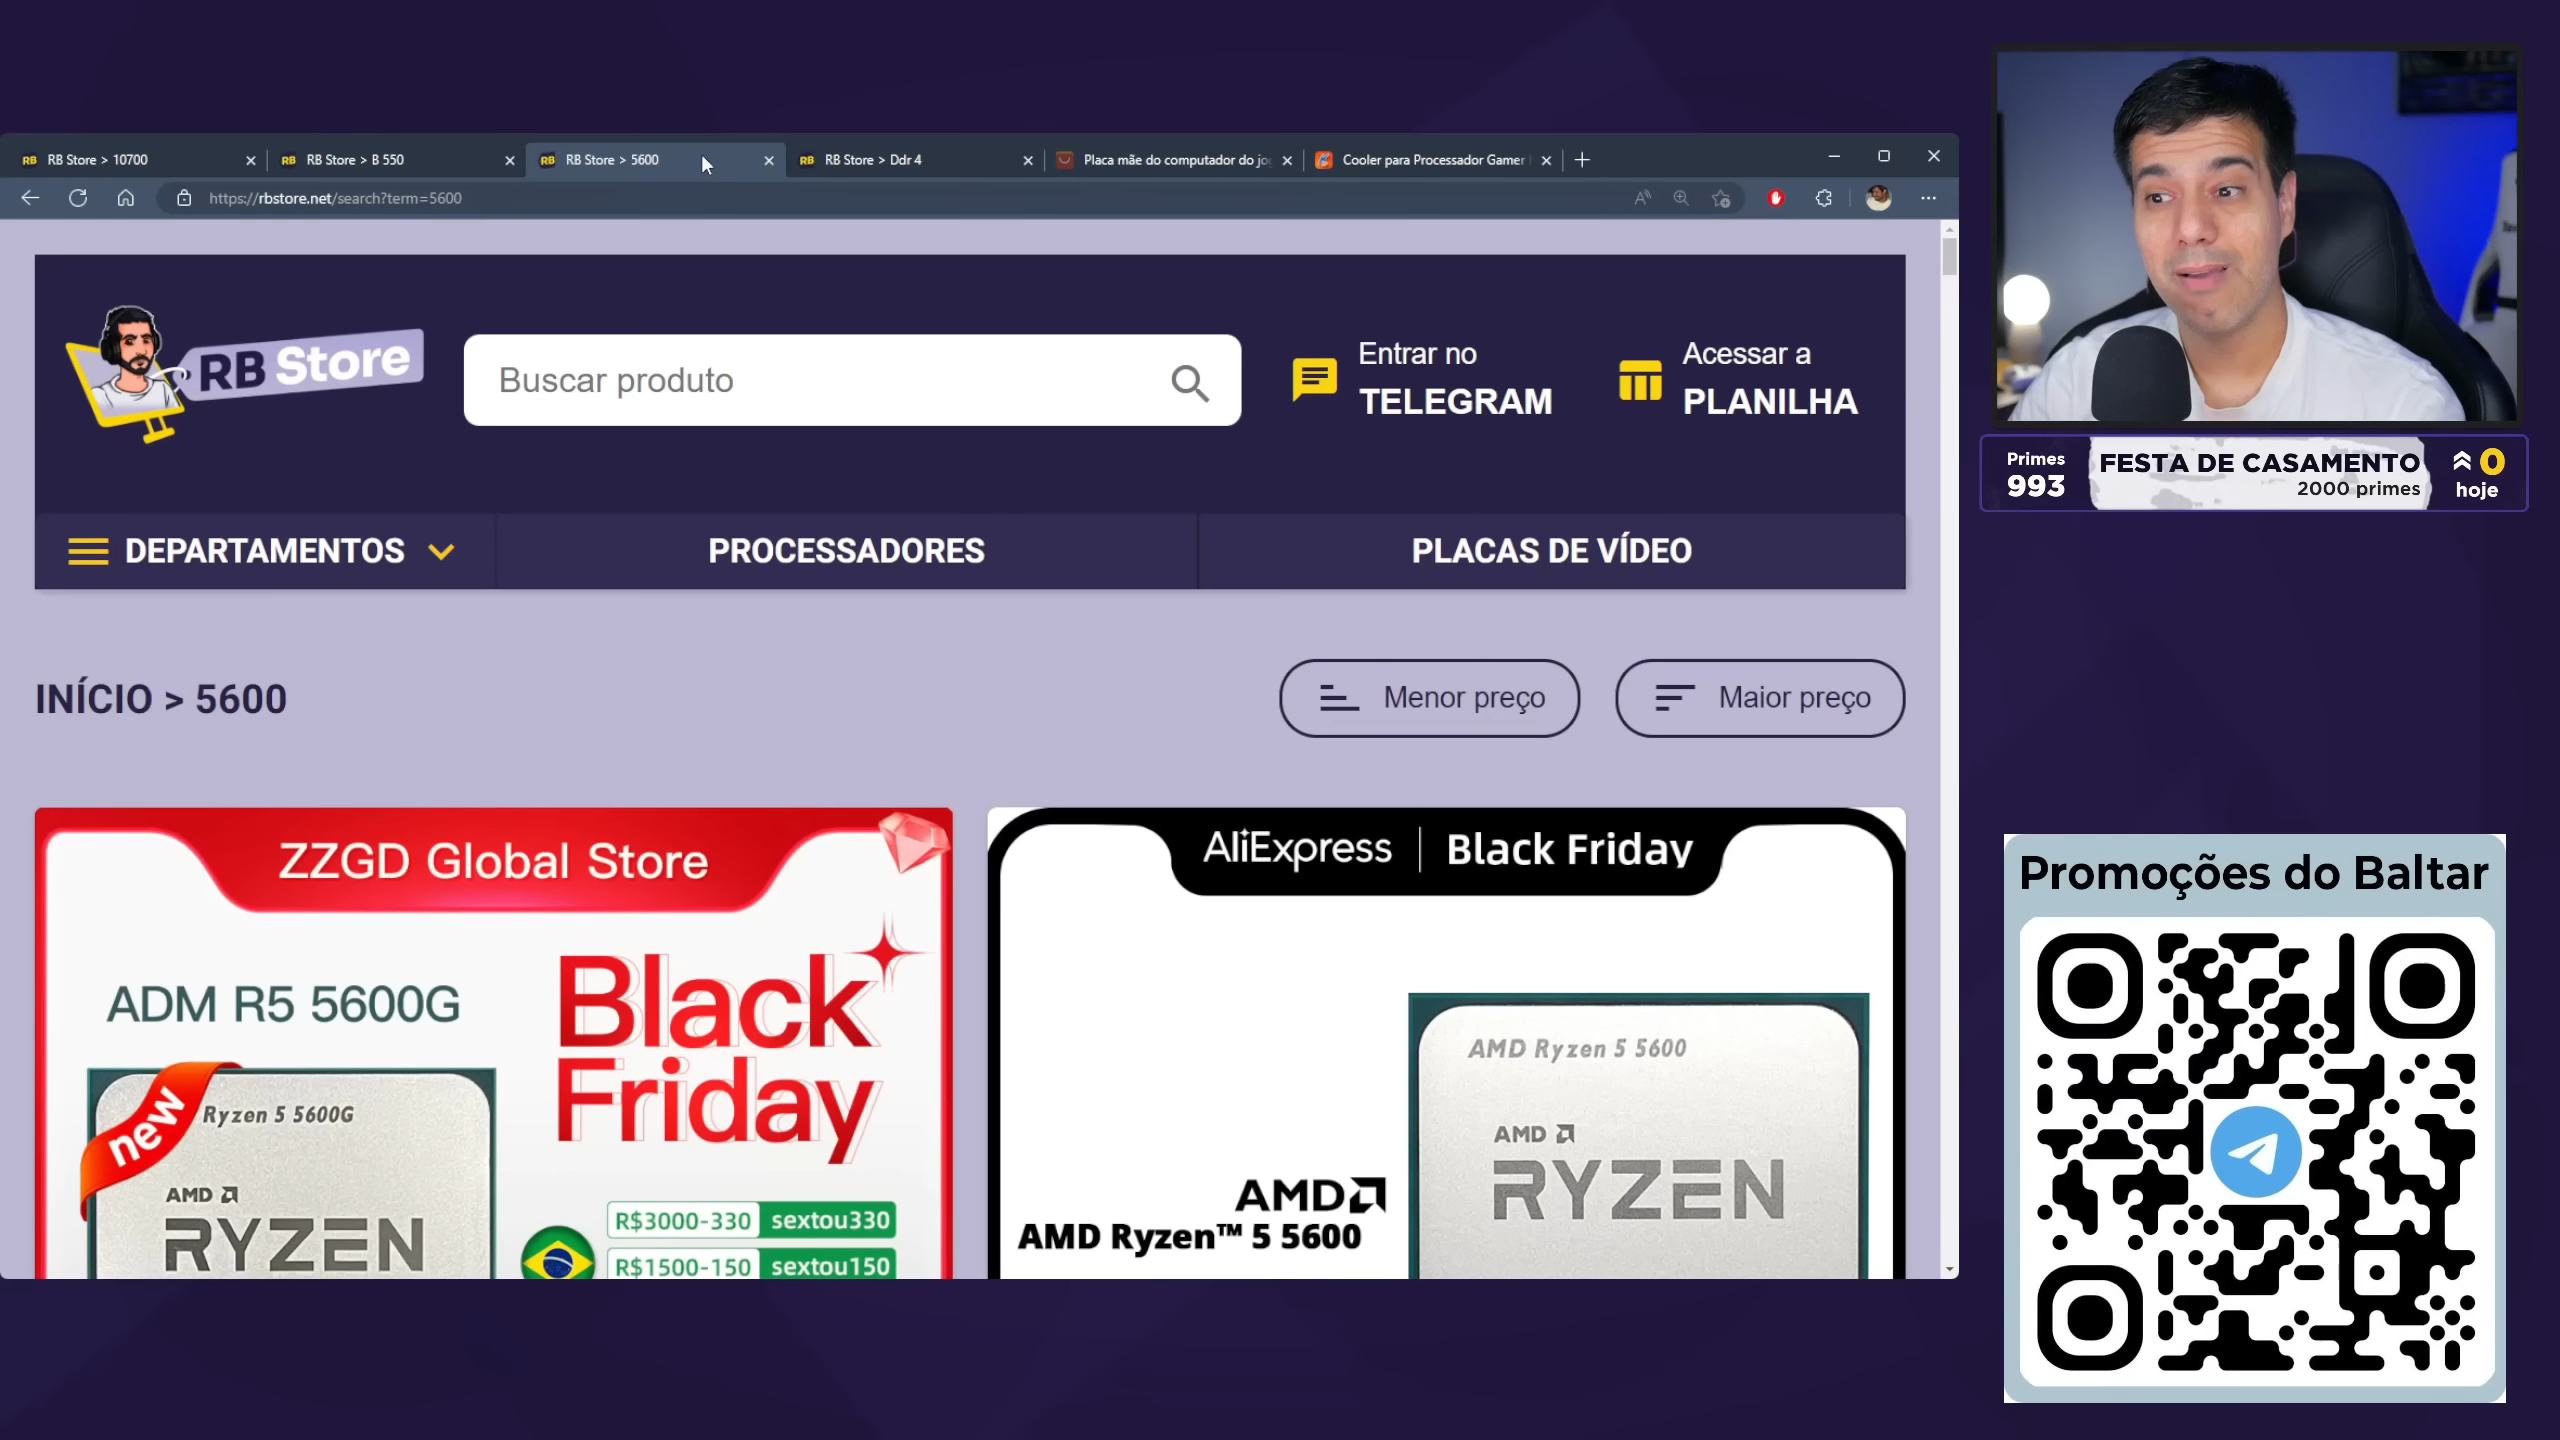 RB Store > 10700
RB Store > B 550
RB Store > 5600
RB Store > Ddr 4
Placa mãe do computador do jo
Cooler para Processador Gamer
https://rbstore.net/search?term=5600
RB Store
Buscar produto
Entrar no
TELEGRAM
Acessar a
PLANILHA
DEPARTAMENTOS
PROCESSADORES
PLACAS DE VÍDEO
INÍCIO > 5600
Menor preço
Maior preço
ZZGD Global Store
ADM R5 5600G
Black
Friday
new
Ryzen 5 5600G
AMD
RYZEN
R$3000-330 sextou330
R$1500-150 sextou150
AliExpress | Black Friday
AMD
AMD Ryzen™ 5 5600
AMD Ryzen 5 5600
AMD
RYZEN
Primes
993
FESTA DE CASAMENTO
2000 primes
0
hoje
Promoções do Baltar